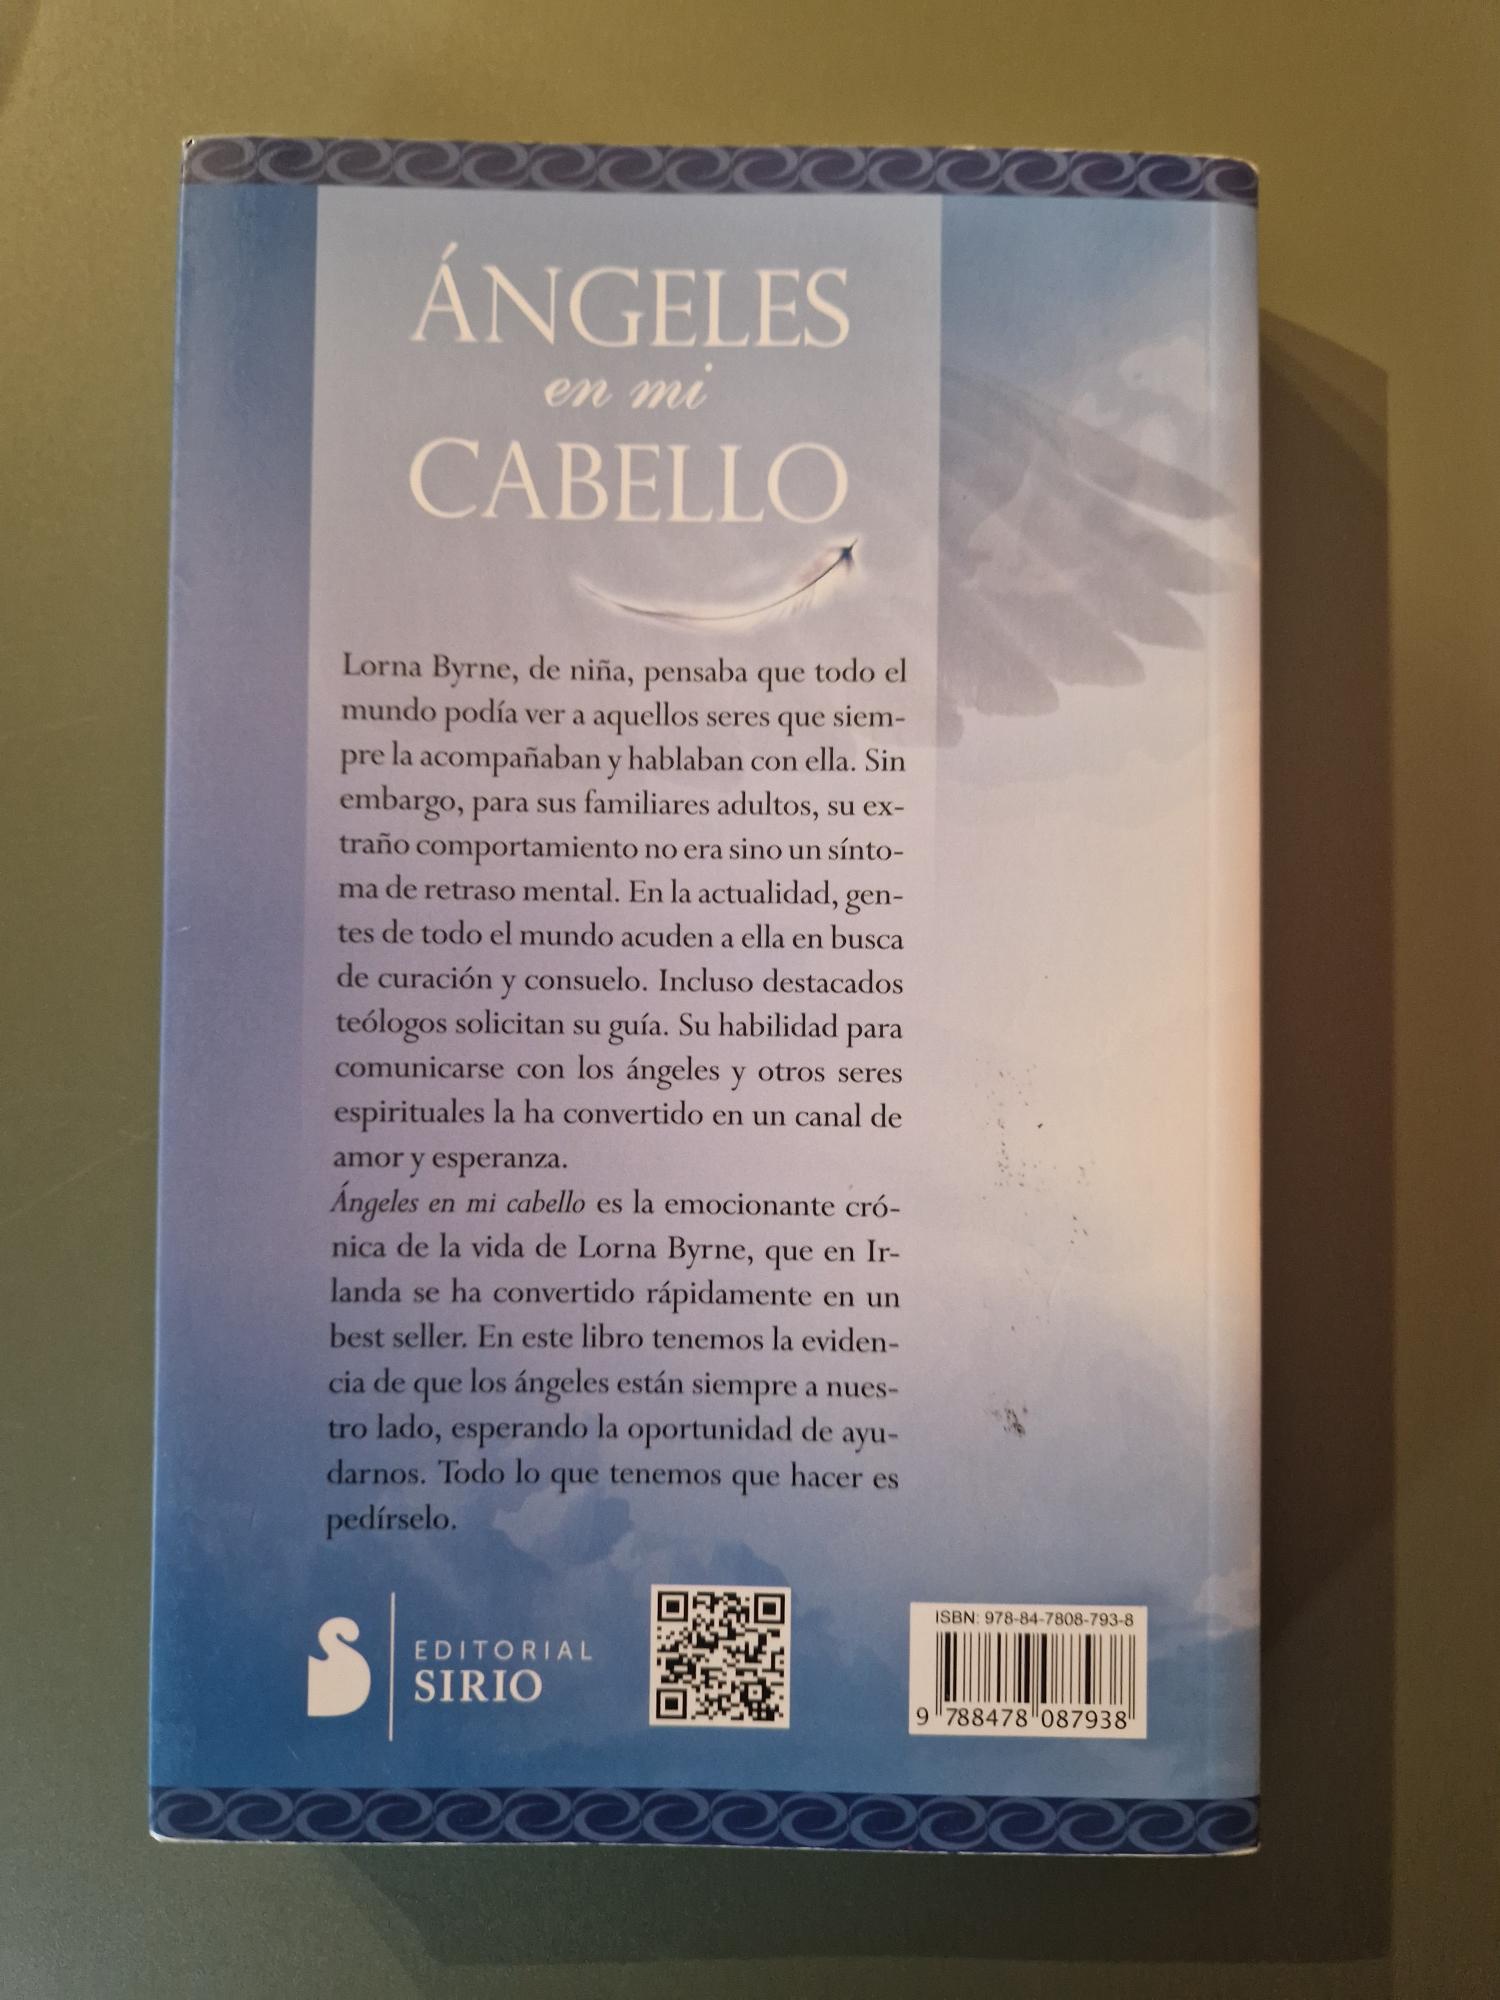 ÁNGELES
en mi
CABELLO
Lorna Byrne, de niña, pensaba que todo el
mundo podía ver a aquellos seres que siem-
pre la acompañaban y hablaban con ella. Sin
embargo, para sus familiares adultos, su ex-
traño comportamiento no era sino un sínto-
ma de retraso mental. En la actualidad, gen-
tes de todo el mundo acuden a ella en busca
de curación y consuelo. Incluso destacados
teólogos solicitan su guía. Su habilidad para
comunicarse con los ángeles y otros seres
espirituales la ha convertido en un canal de
amor y esperanza.
Ángeles en mi cabello es la emocionante cró-
nica de la vida de Lorna Byrne, que en Ir-
landa se ha convertido rápidamente en un
best seller. En este libro tenemos la eviden-
cia de que los ángeles están siempre a nues-
tro lado, esperando la oportunidad de ayu-
darnos. Todo lo que tenemos que hacer es
pedírselo.
EDITORIAL
SIRIO
ISBN: 978-84-7808-793-8
9 788478 087938